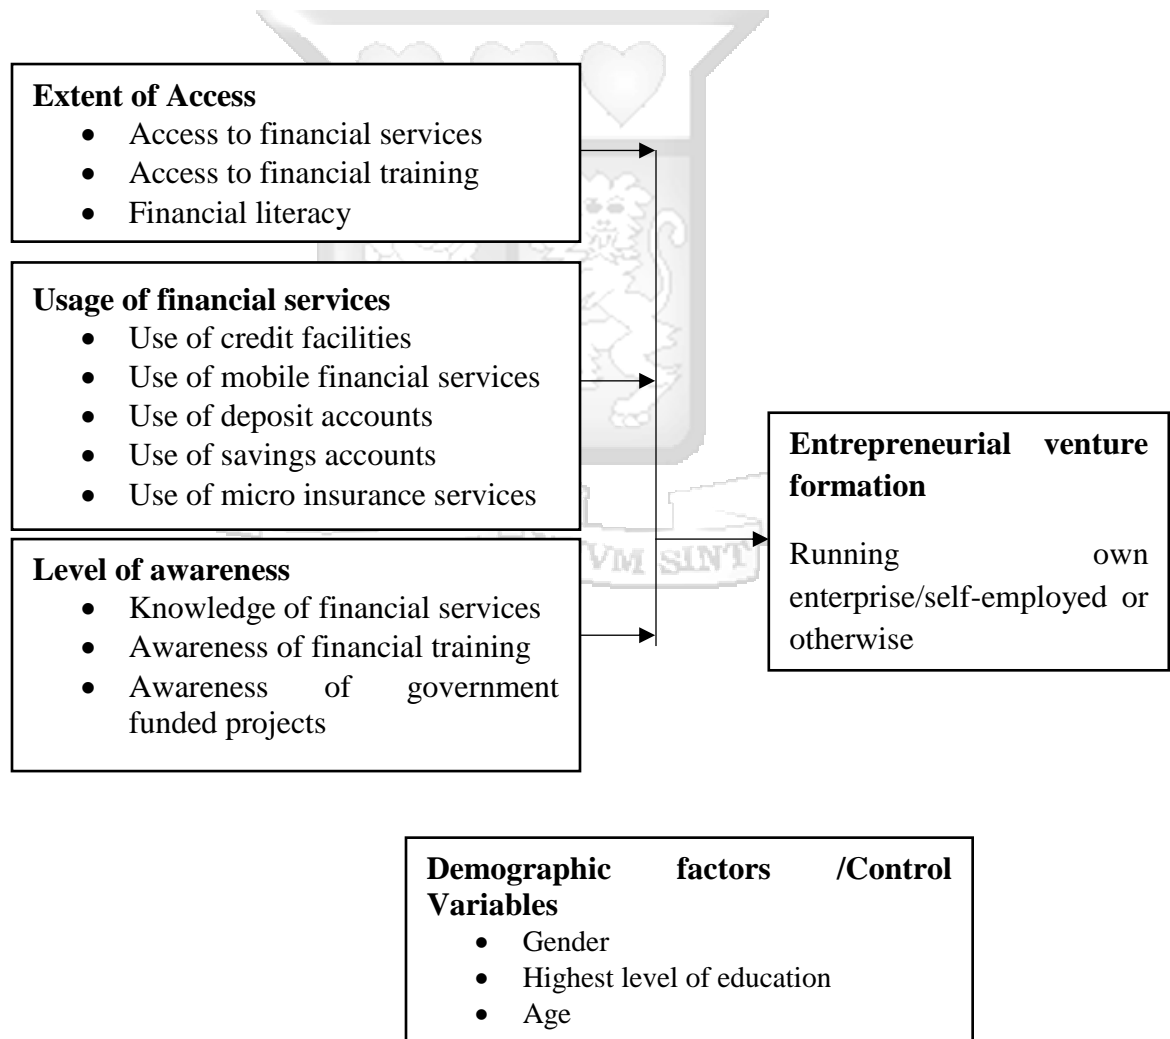 Extent of Access
• Access to financial services
• Access to financial training
• Financial literacy
Usage of financial services
• Use of credit facilities
• Use of mobile financial services
• Use of deposit accounts
• Use of savings accounts
• Use of micro insurance services
Level of awareness
• Knowledge of financial services
• Awareness of financial training
• Awareness of government
funded projects
VM SINT
Entrepreneurial venture
formation
Running own
enterprise/self-employed or
otherwise
Demographic factors /Control
Variables
• Gender
• Highest level of education
• Age